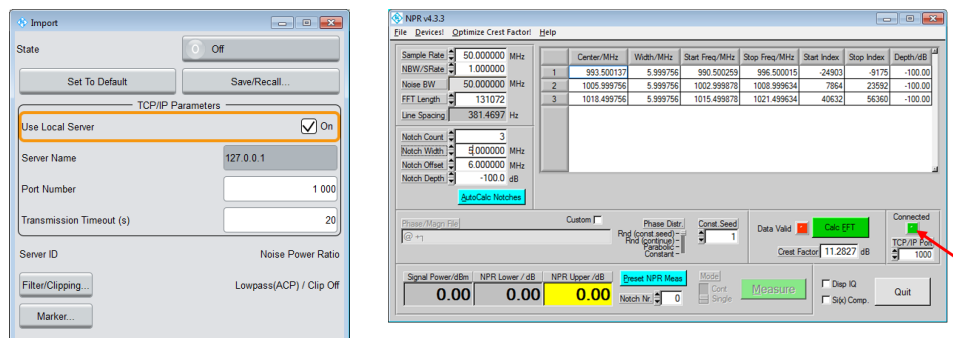 Import
State
Off
Set To Default
Save/Recall...
TCP/IP Parameters
Use Local Server
On
Server Name
127.0.0.1
Port Number
1 000
Transmission Timeout (s)
20
Server ID
Noise Power Ratio
Filter/Clipping...
Lowpass(ACP) / Clip Off
Marker...
NPR v4.3.3
File Devices! Optimize Crest Factor! Help
Sample Rate 50.000000 MHz
NBW/SRate 1.000000
Noise BW 50.000000 MHz
FFT Length 131072
Line Spacing 381.4697 Hz
Notch Count 3
Notch Width 5.000000 MHz
Notch Offset 6.000000 MHz
Notch Depth -100.0 dB
AutoCalc Notches
Center/MHz Width/MHz Start Freq/MHz Stop Freq/MHz Start Index Stop Index Depth/dB
1 993.500137 5.999756 990.500259 996.500015 -24903 -9175 -100.00
2 1005.999756 5.999756 1002.999878 1008.999634 7864 23592 -100.00
3 1018.499756 5.999756 1015.499878 1021.499634 40632 56360 -100.00
Phase/Magn File
Custom
Phase Distr.
Rnd (const.seed)
Rnd (continue)
Parabolic
Constant
Const.Seed
1
Data Valid
Calc FFT
Crest Factor 11.2827 dB
Connected
TCP/IP Port
1000
Signal Power/dBm NPR Lower / dB NPR Upper /dB
0.00 0.00 0.00
Preset NPR Meas
Notch Nr. 0
Mode
Cont
Single
Measure
Disp IQ
Si(x) Comp.
Quit